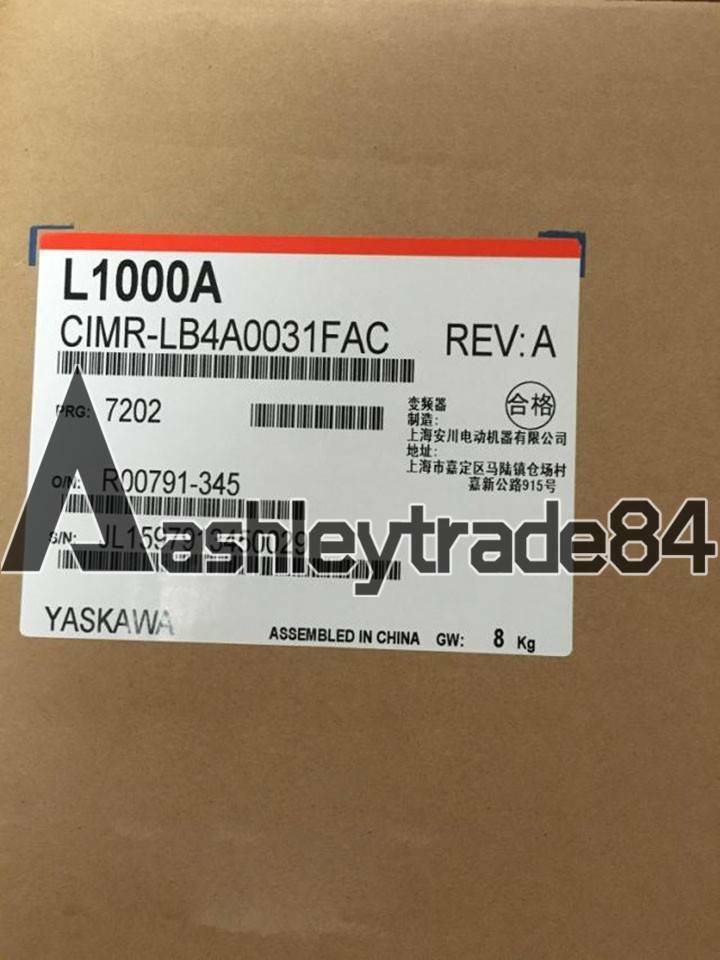 L1000A
CIMR-LB4A0031FAC
REV: A
PRG: 7202
变频器
合格
制造:
上海安川电动机器有限公司
地址:
上海市嘉定区马陆镇仓场村
嘉新公路915号
O/N: R00791-345
S/N: JL1597913450029
Aashleytrade84
YASKAWA
ASSEMBLED IN CHINA GW: 8 Kg